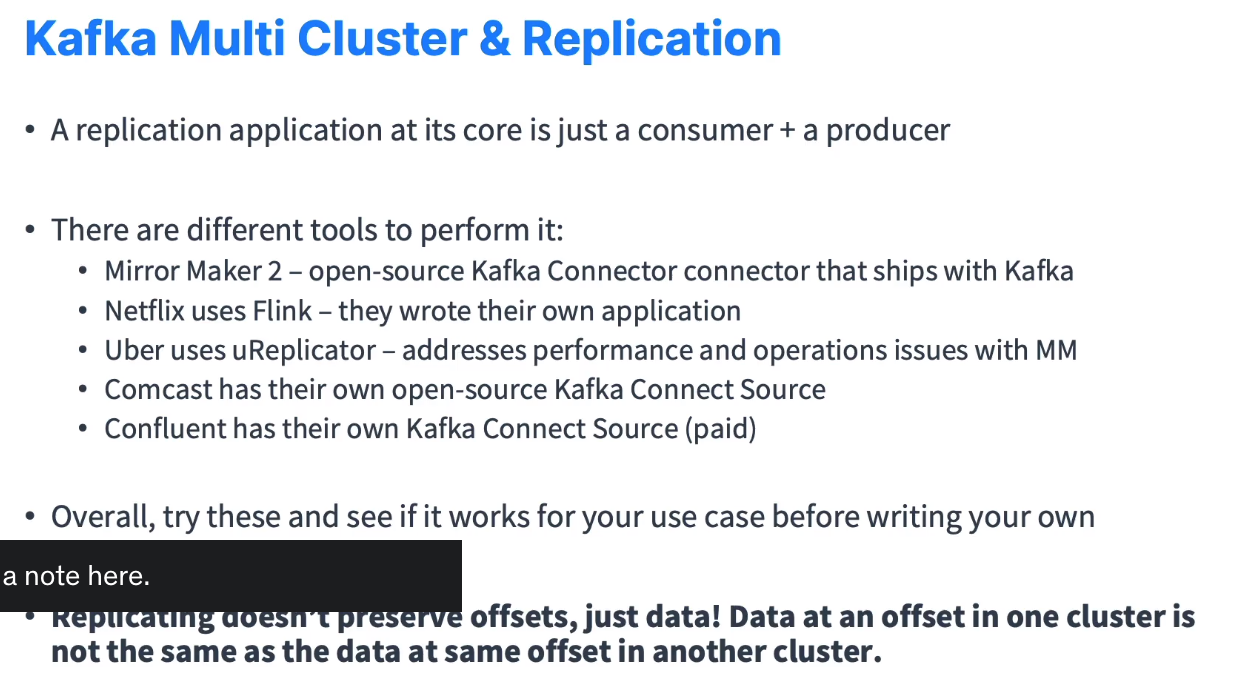 Kafka Multi Cluster & Replication
• A replication application at its core is just a consumer + a producer
• There are different tools to perform it:
• Mirror Maker 2 – open-source Kafka Connector connector that ships with Kafka
• Netflix uses Flink – they wrote their own application
• Uber uses uReplicator – addresses performance and operations issues with MM
• Comcast has their own open-source Kafka Connect Source
• Confluent has their own Kafka Connect Source (paid)
• Overall, try these and see if it works for your use case before writing your own
a note here.
• Replicating doesn't preserve offsets, just data! Data at an offset in one cluster is
not the same as the data at same offset in another cluster.